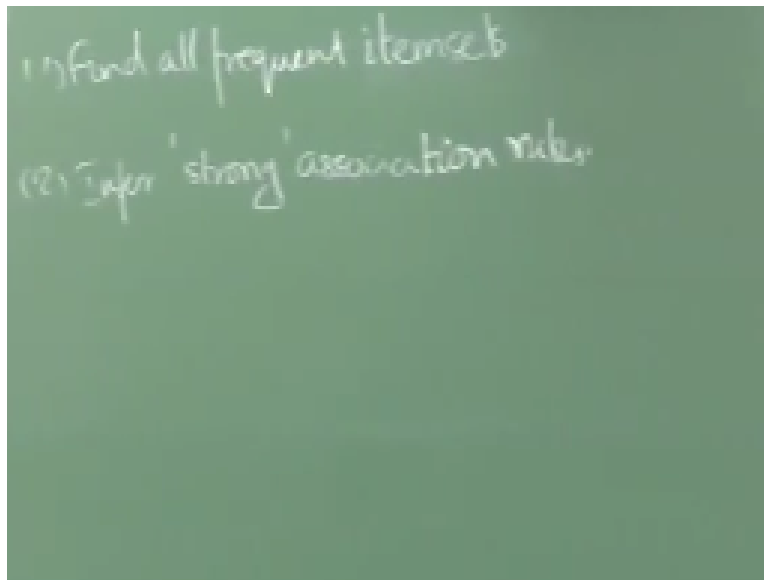 (1) Find all frequent itemsets
(2) Infer 'strong' association rules.